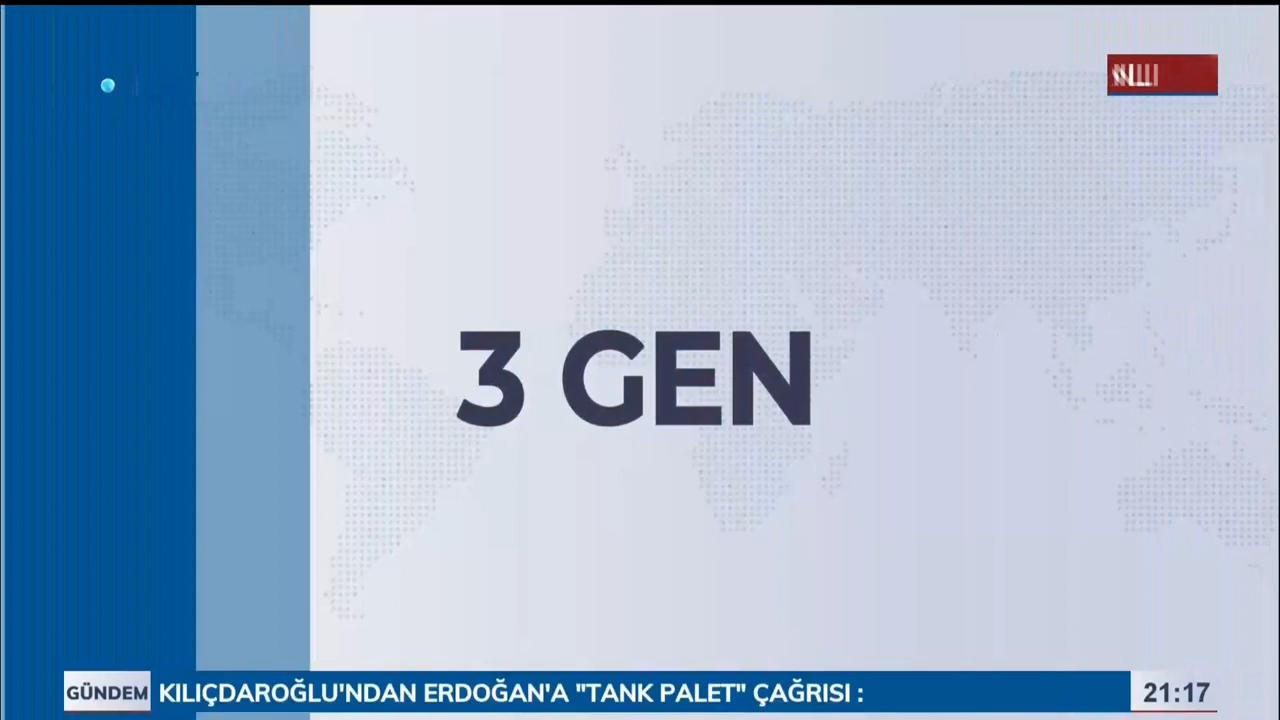 3 GEN
GÜNDEM KILIÇDAROĞLU'NDAN ERDOĞAN'A "TANK PALET" ÇAĞRISI : 21:17